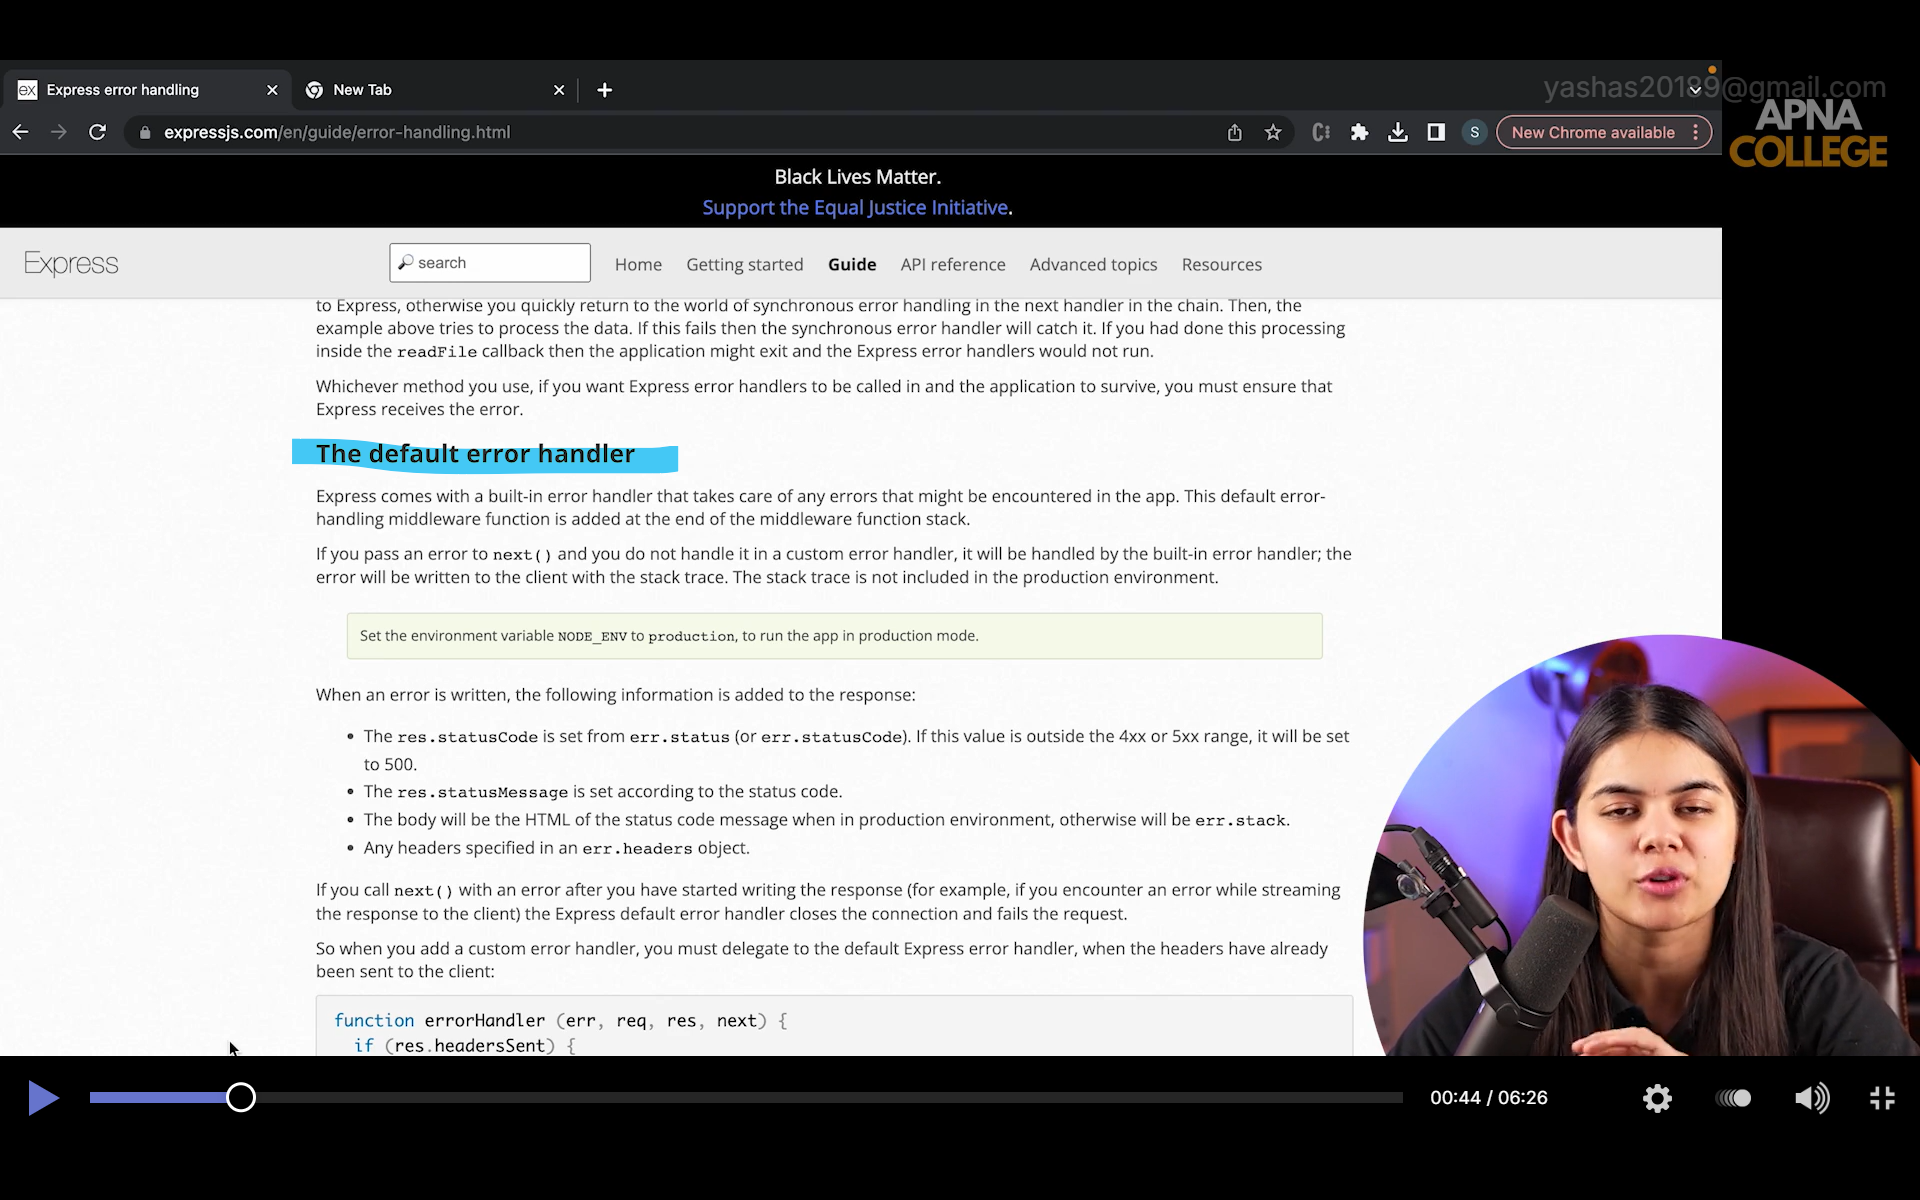 Express error handling
New Tab
yashas20189@gmail.com
APNA
COLLEGE
expressjs.com/en/guide/error-handling.html
S
New Chrome available
Black Lives Matter.
Support the Equal Justice Initiative.
Express
search
Home
Getting started
Guide
API reference
Advanced topics
Resources
to Express, otherwise you quickly return to the world of synchronous error handling in the next handler in the chain. Then, the
example above tries to process the data. If this fails then the synchronous error handler will catch it. If you had done this processing
inside the readFile callback then the application might exit and the Express error handlers would not run.
Whichever method you use, if you want Express error handlers to be called in and the application to survive, you must ensure that
Express receives the error.
The default error handler
Express comes with a built-in error handler that takes care of any errors that might be encountered in the app. This default error-
handling middleware function is added at the end of the middleware function stack.
If you pass an error to next() and you do not handle it in a custom error handler, it will be handled by the built-in error handler; the
error will be written to the client with the stack trace. The stack trace is not included in the production environment.
Set the environment variable NODE_ENV to production, to run the app in production mode.
When an error is written, the following information is added to the response:
• The res.statusCode is set from err.status (or err.statusCode). If this value is outside the 4xx or 5xx range, it will be set
to 500.
• The res.statusMessage is set according to the status code.
• The body will be the HTML of the status code message when in production environment, otherwise will be err.stack.
• Any headers specified in an err.headers object.
If you call next() with an error after you have started writing the response (for example, if you encounter an error while streaming
the response to the client) the Express default error handler closes the connection and fails the request.
So when you add a custom error handler, you must delegate to the default Express error handler, when the headers have already
been sent to the client:
function errorHandler (err, req, res, next) {
if (res.headersSent) {
00:44 / 06:26